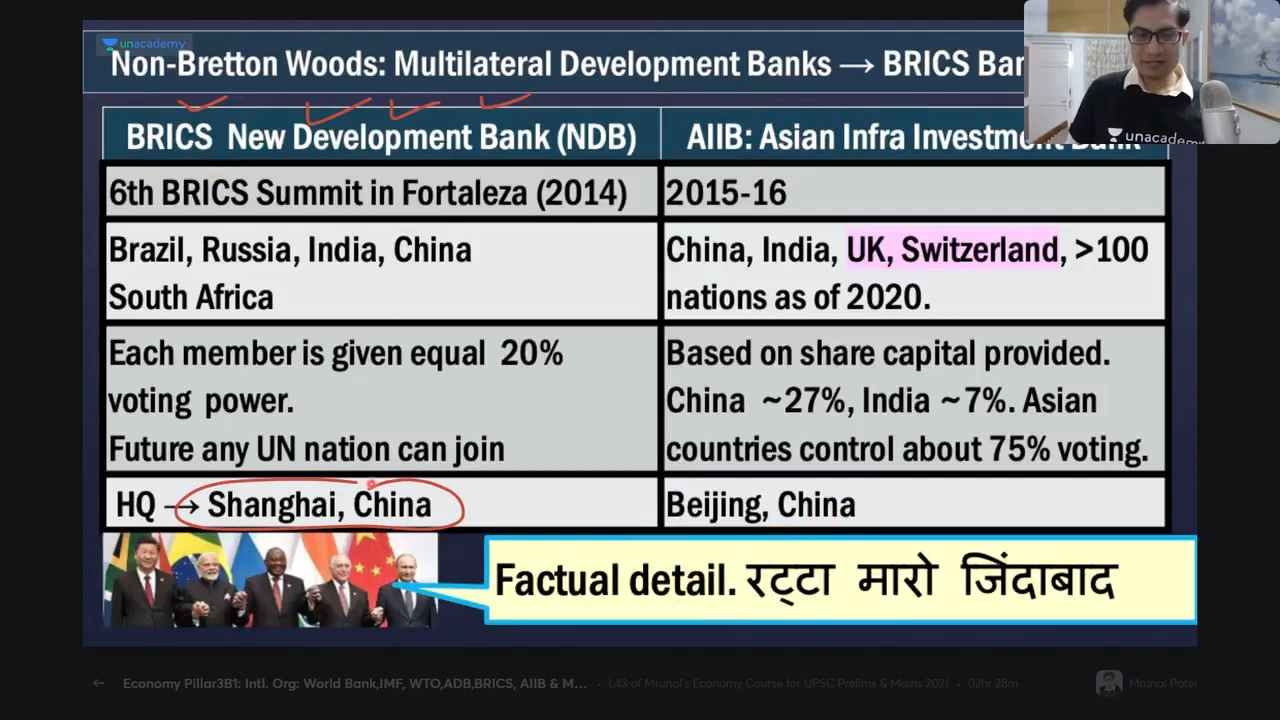 unacademy
Non-Bretton Woods: Multilateral Development Banks → BRICS Ban
unacademy
BRICS New Development Bank (NDB)
AIIB: Asian Infra Investment Bank
6th BRICS Summit in Fortaleza (2014)
2015-16
Brazil, Russia, India, China
South Africa
China, India, UK, Switzerland, >100
nations as of 2020.
Each member is given equal 20%
voting power.
Future any UN nation can join
Based on share capital provided.
China ~27%, India ~7%. Asian
countries control about 75% voting.
HQ → Shanghai, China
Beijing, China
Factual detail. रट्टा मारो जिंदाबाद
← Economy Pillar3B1: Intl. Org: World Bank,IMF, WTO,ADB,BRICS, AIIB & M... • L43 of Mrunal's Economy Course for UPSC Prelims & Mains 2021 • 02hr 28m
Mrunal Patel